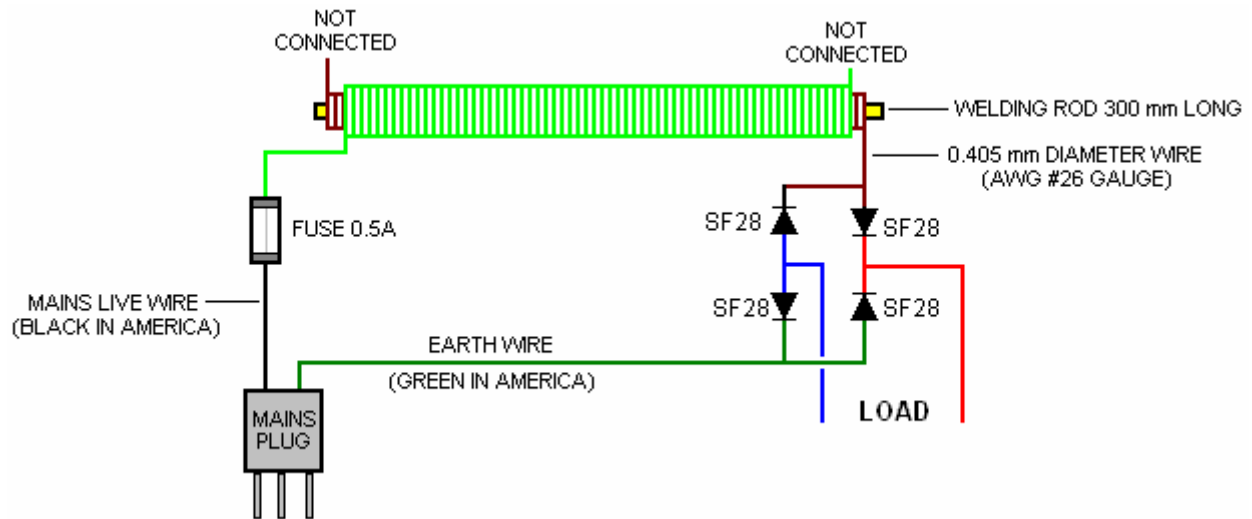 NOT
CONNECTED
NOT
CONNECTED
WELDING ROD 300 mm LONG
0.405 mm DIAMETER WIRE
(AWG #26 GAUGE)
SF28
SF28
FUSE 0.5A
MAINS LIVE WIRE
(BLACK IN AMERICA)
SF28
SF28
EARTH WIRE
(GREEN IN AMERICA)
LOAD
MAINS
PLUG